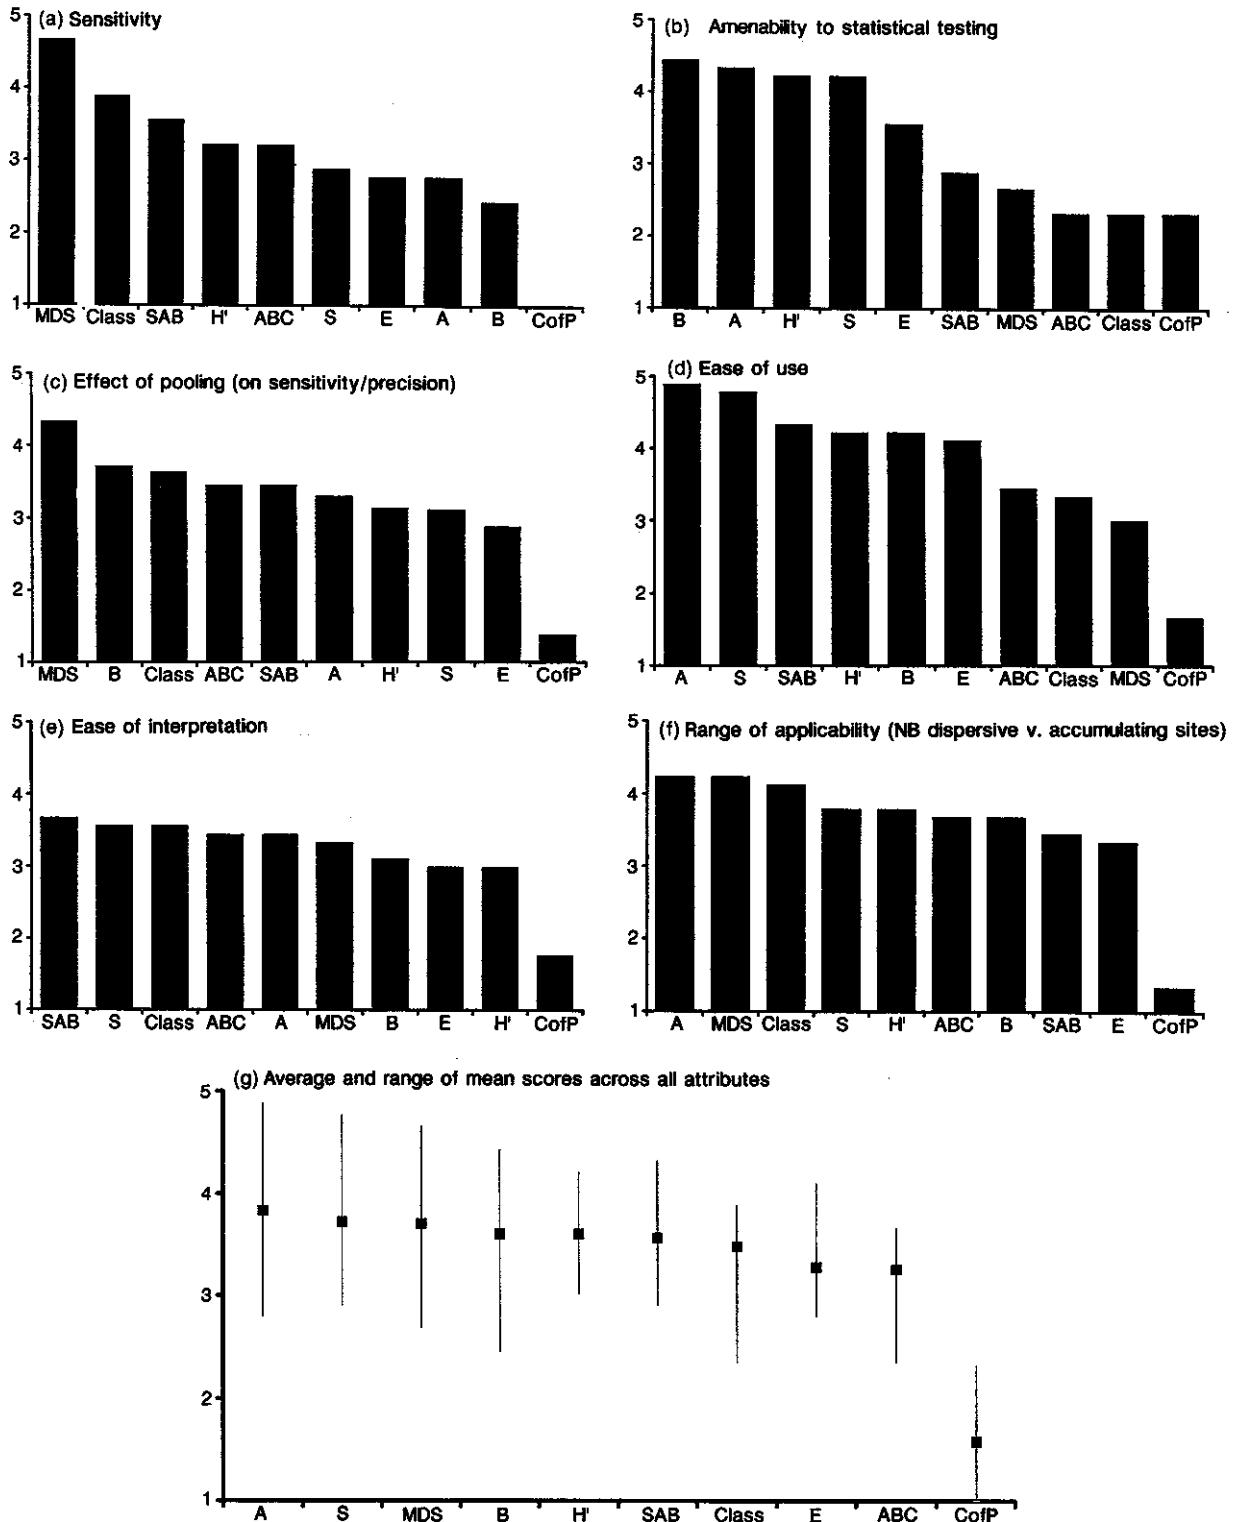 (a) Sensitivity
5
4
3
2
1
MDS Class SAB H' ABC S E A B CofP
(b) Amenability to statistical testing
5
4
3
2
1
B A H' S E SAB MDS ABC Class CofP
(c) Effect of pooling (on sensitivity/precision)
5
4
3
2
1
MDS B Class ABC SAB A H' S E CofP
(d) Ease of use
5
4
3
2
1
A S SAB H' B E ABC Class MDS CofP
(e) Ease of interpretation
5
4
3
2
1
SAB S Class ABC A MDS B E H' CofP
(f) Range of applicability (NB dispersive v. accumulating sites)
5
4
3
2
1
A MDS Class S H' ABC B SAB E CofP
(g) Average and range of mean scores across all attributes
5
4
3
2
1
A S MDS B H' SAB Class E ABC CofP